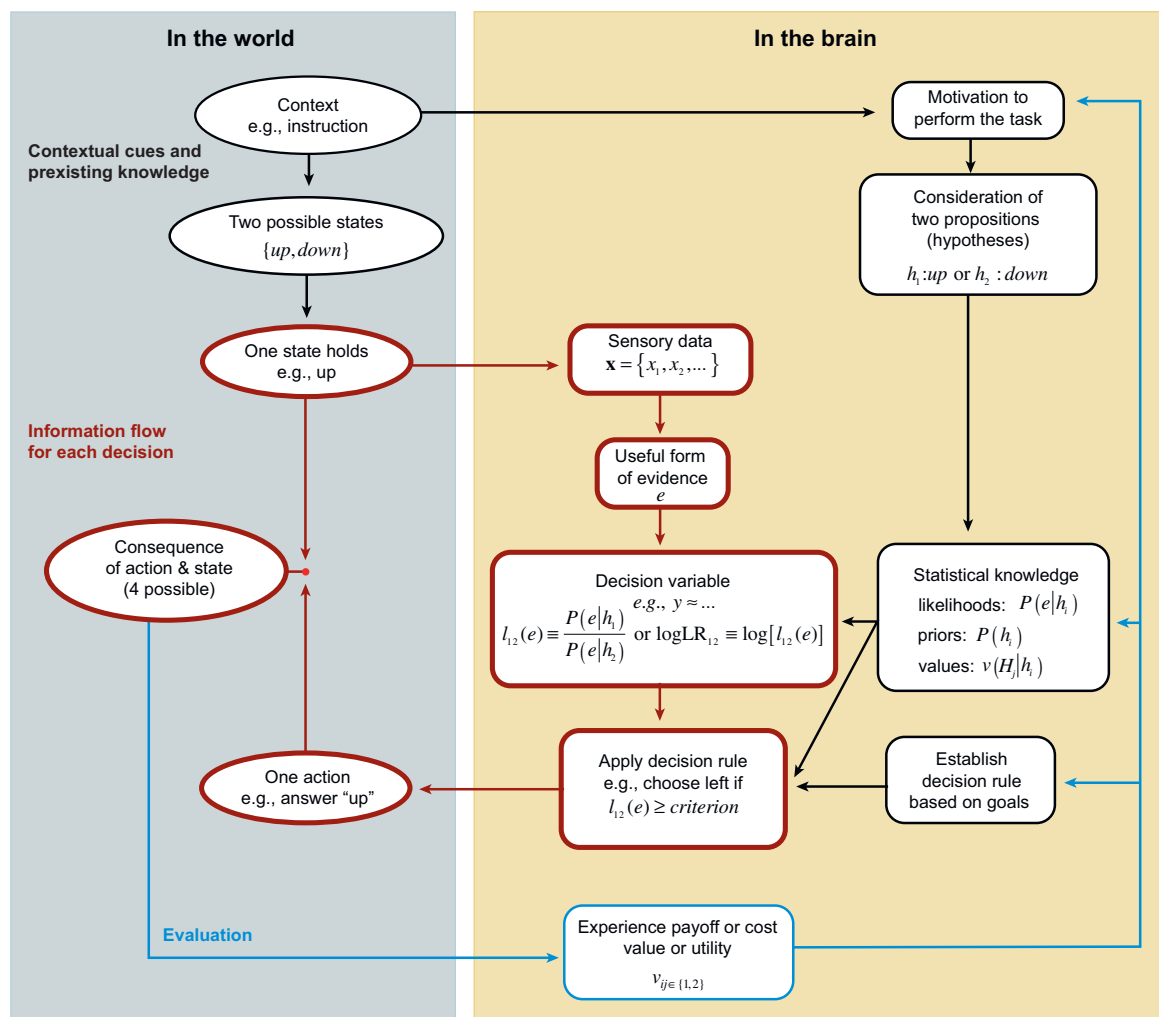 In the world
In the brain
Context
e.g., instruction
Motivation to
perform the task
Contextual cues and
prexisting knowledge
Two possible states
{up,down}
Consideration of
two propositions
(hypotheses)
h₁:up or h₂ : down
One state holds
e.g., up
Sensory data
x = {x₁, x₂,... }
Information flow
for each decision
Useful form
of evidence
e
Consequence
of action & state
(4 possible)
Decision variable
e.g., y ≈ ...
l₁₂(e) ≡ P(e|h₁) / P(e|h₂) or logLR₁₂ ≡ log[l₁₂(e)]
Statistical knowledge
likelihoods: P(e|hᵢ)
priors: P(hᵢ)
values: v(Hⱼ|hᵢ)
One action
e.g., answer “up”
Apply decision rule
e.g., choose left if
l₁₂(e) ≥ criterion
Establish
decision rule
based on goals
Evaluation
Experience payoff or cost
value or utility
v_{ij∈{1,2}}